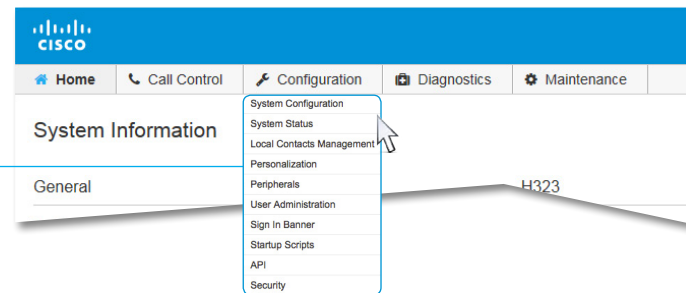 CISCO
Home Call Control Configuration Diagnostics Maintenance
System Configuration
System Status
System Information
Local Contacts Management
Personalization
General
Peripherals
H323
User Administration
Sign In Banner
Startup Scripts
API
Security